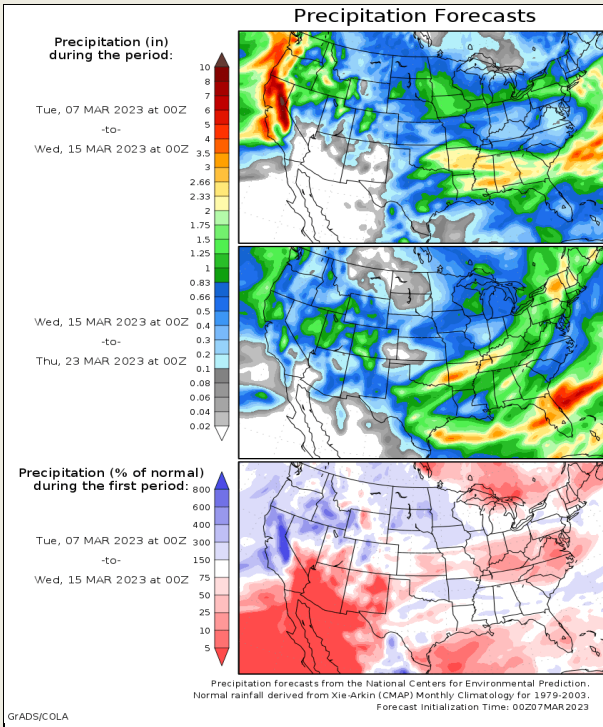 Precipitation Forecasts
Precipitation (in)
during the period:
Tue, 07 MAR 2023 at 00Z
-to-
Wed, 15 MAR 2023 at 00Z
10
8
7
6
5
4
3.5
3
2.66
2.33
2
1.75
1.5
1.25
1
0.83
0.66
0.5
0.4
0.3
0.2
0.1
0.08
0.06
0.04
0.02
Wed, 15 MAR 2023 at 00Z
-to-
Thu, 23 MAR 2023 at 00Z
Precipitation (% of normal)
during the first period:
Tue, 07 MAR 2023 at 00Z
-to-
Wed, 15 MAR 2023 at 00Z
800
600
400
300
150
75
50
25
10
5
Precipitation forecasts from the National Centers for Environmental Prediction.
Normal rainfall derived from Xie-Arkin (CMAP) Monthly Climatology for 1979-2003.
Forecast Initialization Time: 00Z07MAR2023
GrADS/COLA